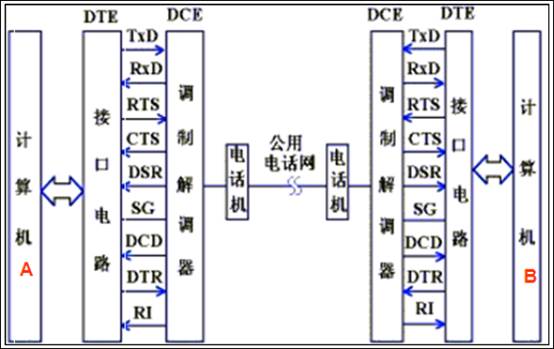 DTE DCE DCE DTE
TxD TxD
RxD RxD
RTS RTS
CTS CTS
DSR DSR
SG SG
DCD DCD
DTR DTR
RI RI
计算机
A
接口电路
调制解调器
电话机
公用
电话网
电话机
调制解调器
接口电路
计算机
B